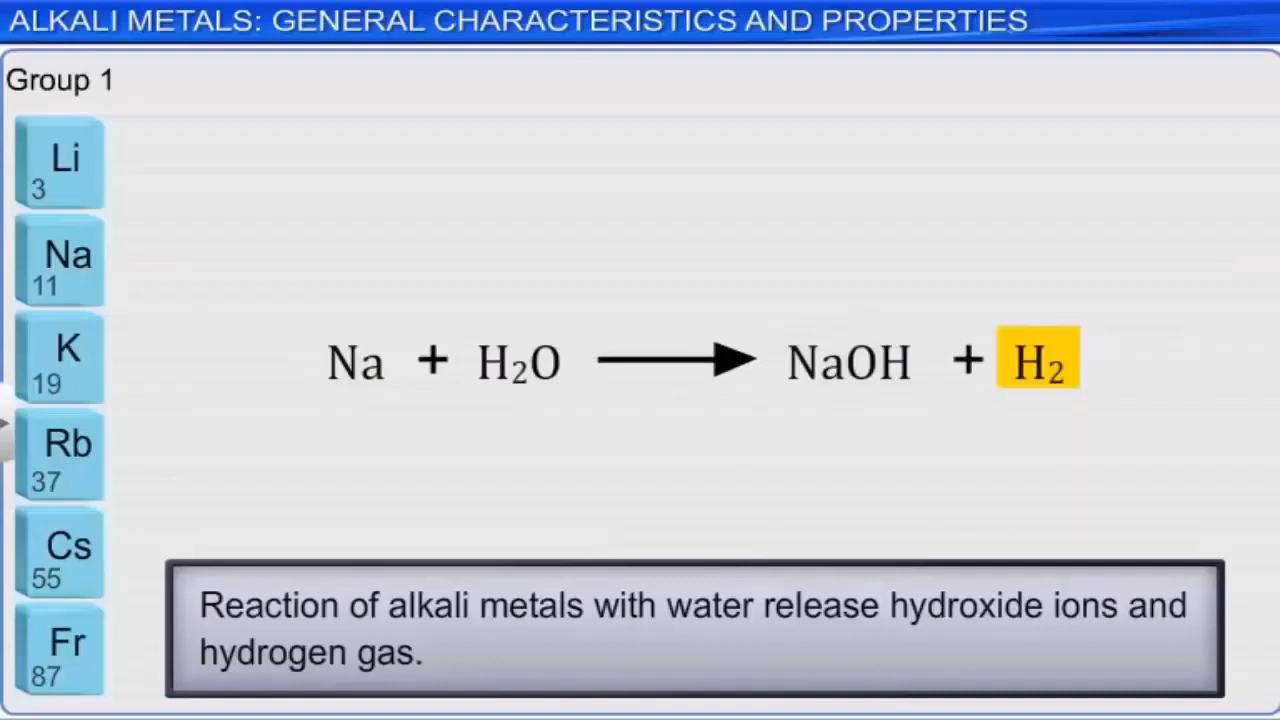 ALKALI METALS: GENERAL CHARACTERISTICS AND PROPERTIES
Group 1
Li
3
Na
11
K
19
Rb
37
Cs
55
Fr
87
Na + H₂O ⟶ NaOH + H₂
Reaction of alkali metals with water release hydroxide ions and
hydrogen gas.